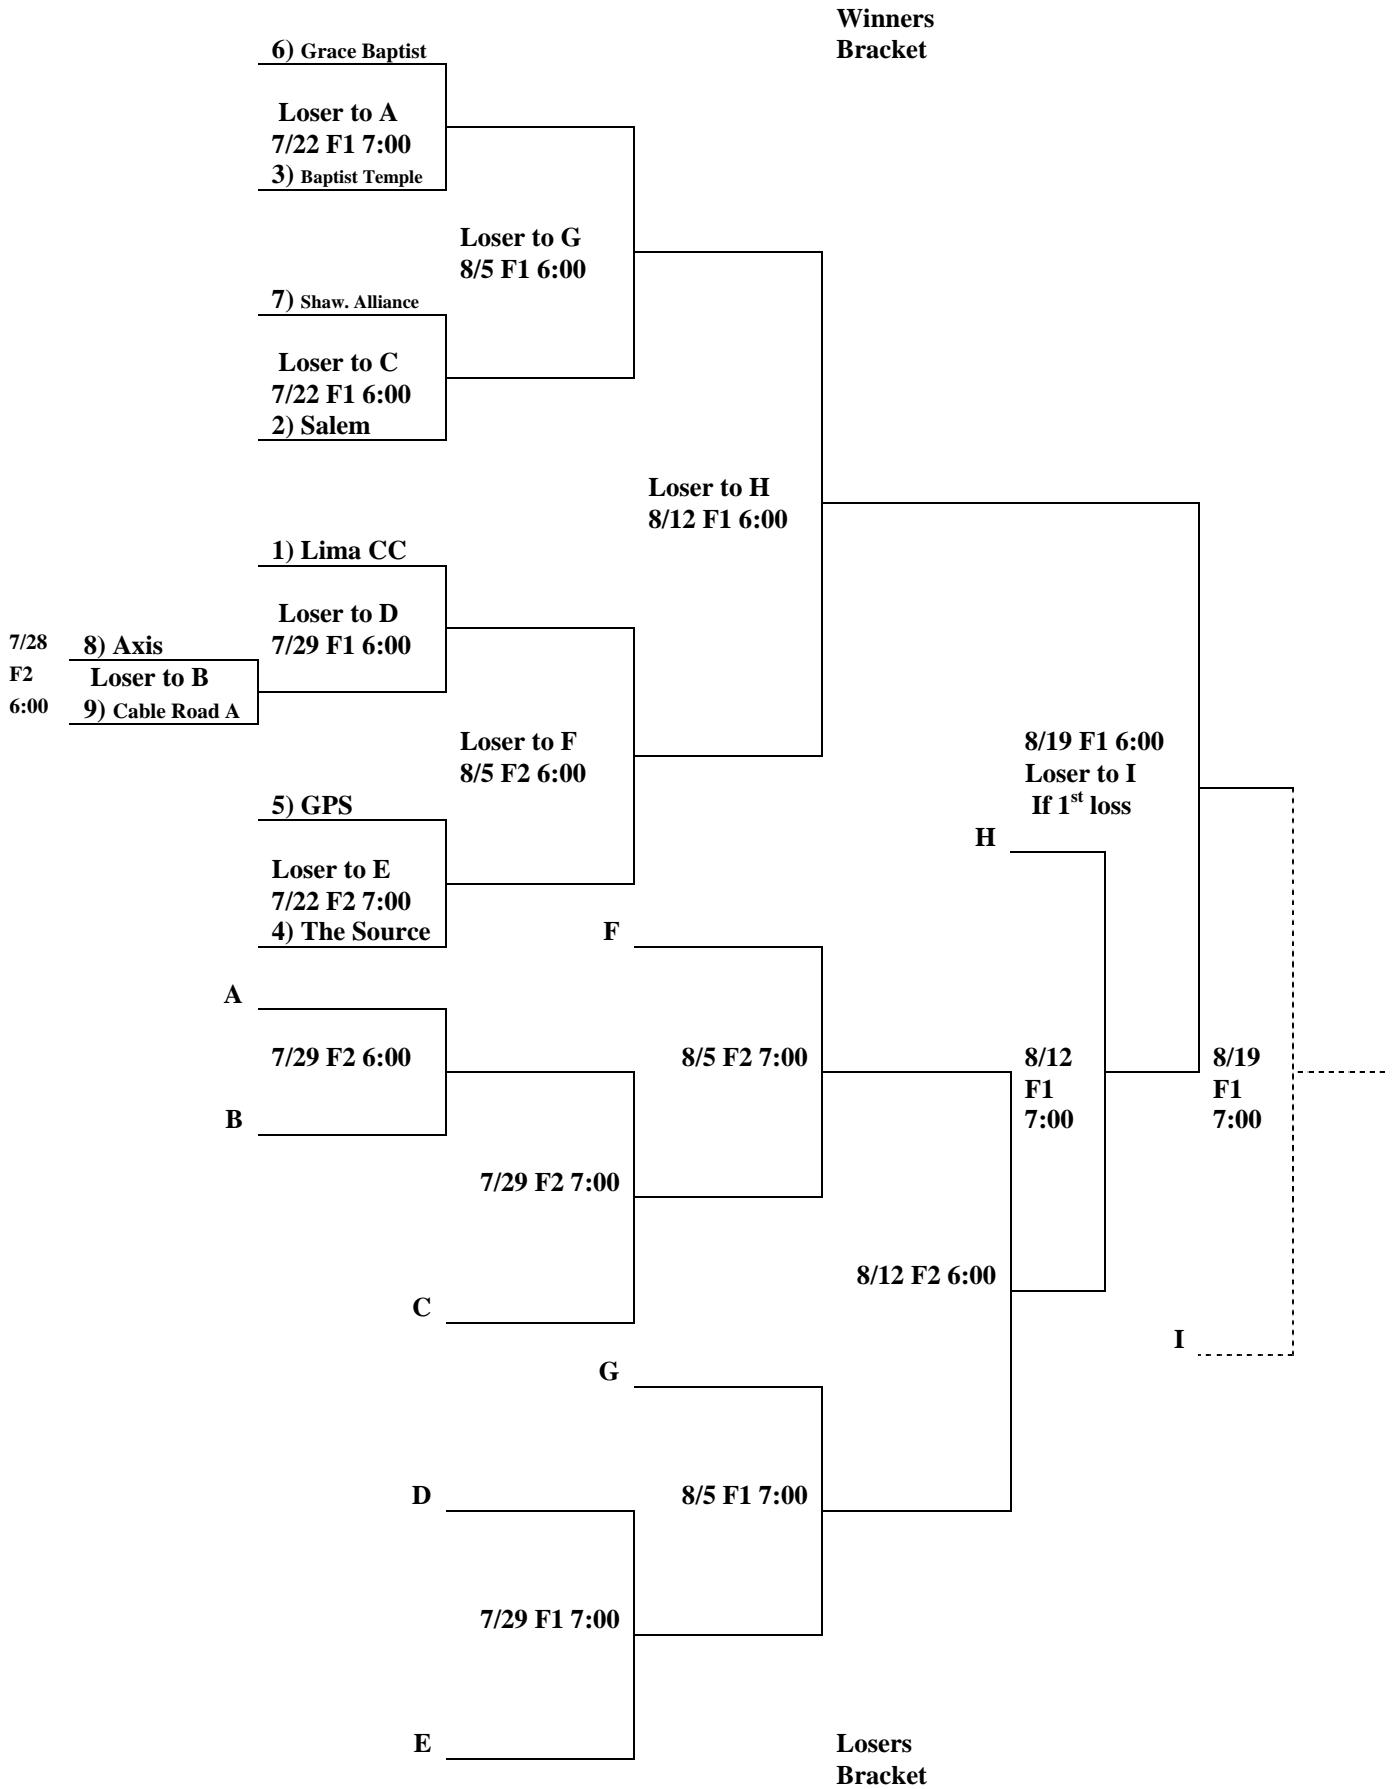 Winners
Bracket
6) Grace Baptist
Loser to A
7/22 F1 7:00
3) Baptist Temple
Loser to G
8/5 F1 6:00
7) Shaw. Alliance
Loser to C
7/22 F1 6:00
2) Salem
Loser to H
8/12 F1 6:00
1) Lima CC
Loser to D
7/29 F1 6:00
7/28
F2
6:00
8) Axis
Loser to B
9) Cable Road A
Loser to F
8/5 F2 6:00
8/19 F1 6:00
Loser to I
If 1st loss
5) GPS
Loser to E
7/22 F2 7:00
4) The Source
H
F
A
7/29 F2 6:00
B
8/5 F2 7:00
8/12
F1
7:00
8/19
F1
7:00
7/29 F2 7:00
8/12 F2 6:00
C
I
G
D
8/5 F1 7:00
7/29 F1 7:00
E
Losers
Bracket